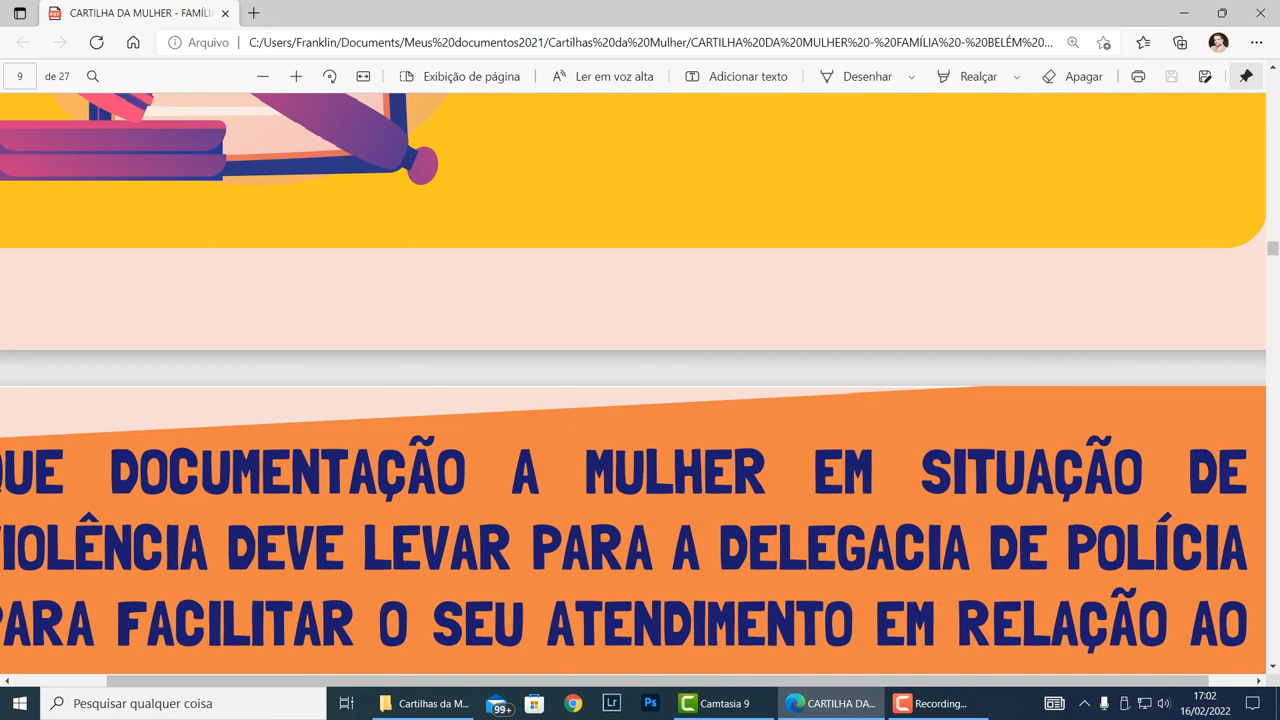 CARTILHA DA MULHER - FAMÍLI
Arquivo
C:/Users/Franklin/Documents/Meus%20documentos2021/Cartilhas%20da%20Mulher/CARTILHA%20DA%20MULHER%20-%20FAMÍLIA%20-%20BELÉM%20...
9 de 27
Exibição de página
Ler em voz alta
Adicionar texto
Desenhar
Realçar
Apagar
QUE DOCUMENTAÇÃO A MULHER EM SITUAÇÃO DE
VIOLÊNCIA DEVE LEVAR PARA A DELEGACIA DE POLÍCIA
PARA FACILITAR O SEU ATENDIMENTO EM RELAÇÃO AO
Pesquisar qualquer coisa
Cartilhas da M...
99+
Lr
Ps
Camtasia 9
CARTILHA DA...
Recording...
17:02
16/02/2022